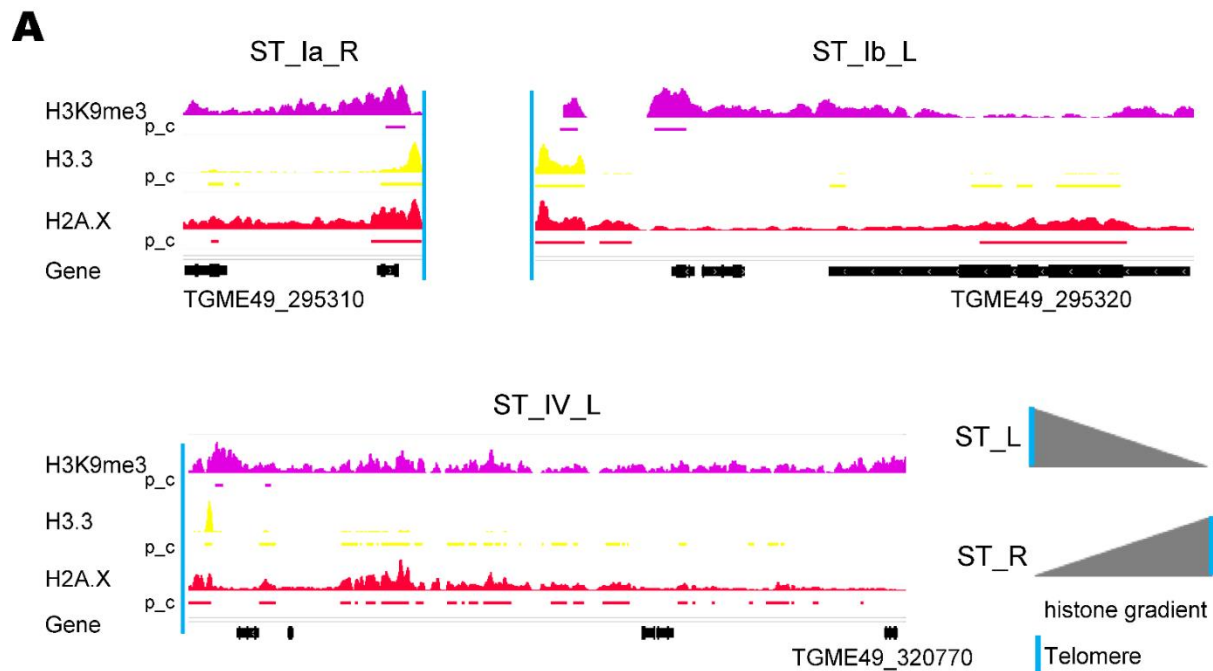 A
ST_Ia_R
ST_Ib_L
H3K9me3
p_c
H3.3
p_c
H2A.X
p_c
Gene
TGME49_295310
TGME49_295320
ST_IV_L
H3K9me3
p_c
H3.3
p_c
H2A.X
p_c
Gene
TGME49_320770
ST_L
ST_R
histone gradient
Telomere